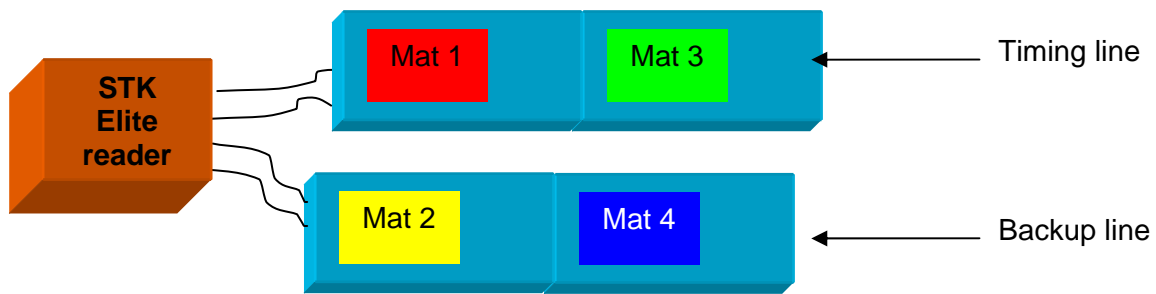 STK
Elite
reader
Mat 1
Mat 3
Timing line
Mat 2
Mat 4
Backup line